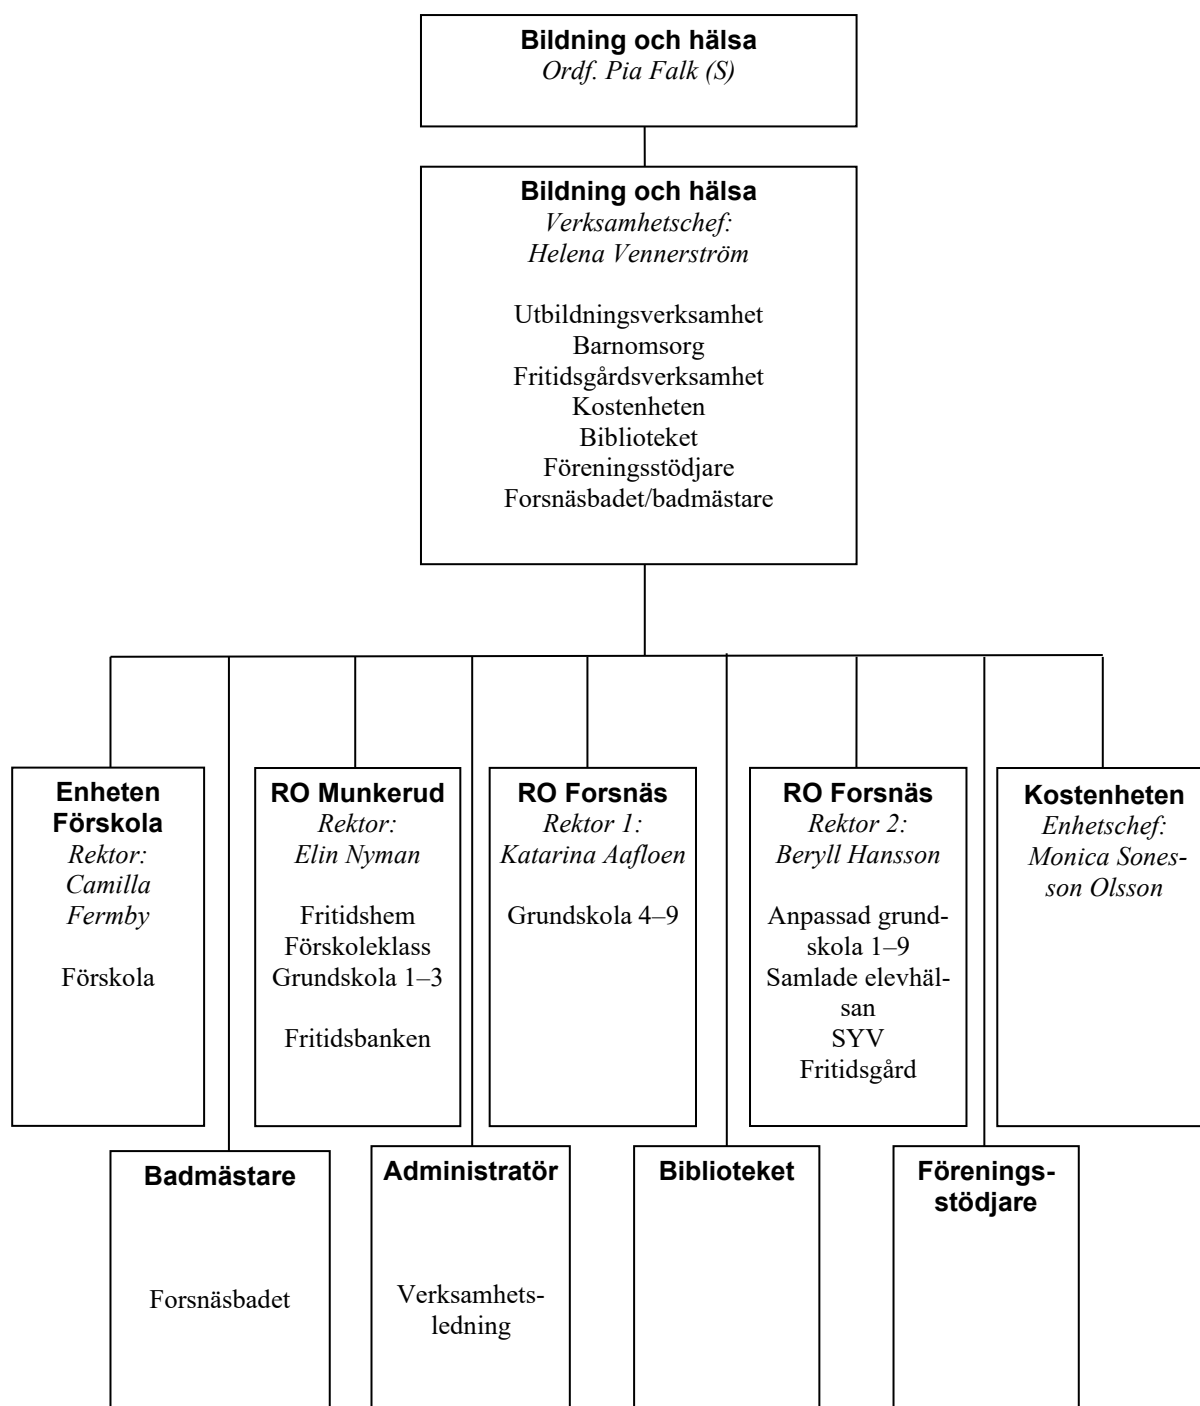 Bildning och hälsa
Ordf. Pia Falk (S)
Bildning och hälsa
Verksamhetschef:
Helena Vennerström
Utbildningsverksamhet
Barnomsorg
Fritidsgårdsverksamhet
Kostenheten
Biblioteket
Föreningsstödjare
Forsnäsbadet/badmästare
Enheten
Förskola
Rektor:
Camilla
Fermby
Förskola
RO Munkerud
Rektor:
Elin Nyman
Fritidshem
Förskoleklass
Grundskola 1–3
Fritidsbanken
RO Forsnäs
Rektor 1:
Katarina Aafloen
Grundskola 4–9
RO Forsnäs
Rektor 2:
Beryll Hansson
Anpassad grund-
skola 1–9
Samlade elevhäl-
san
SYV
Fritidsgård
Kostenheten
Enhetschef:
Monica Sones-
son Olsson
Badmästare
Forsnäsbadet
Administratör
Verksamhets-
ledning
Biblioteket
Förenings-
stödjare